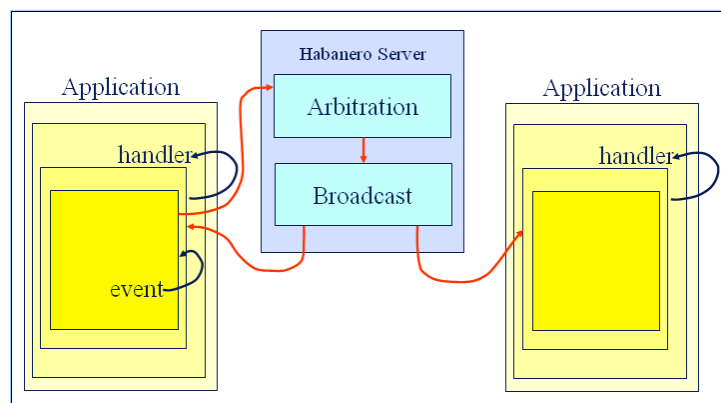 Habanero Server
Application
Application
Arbitration
handler
handler
Broadcast
event